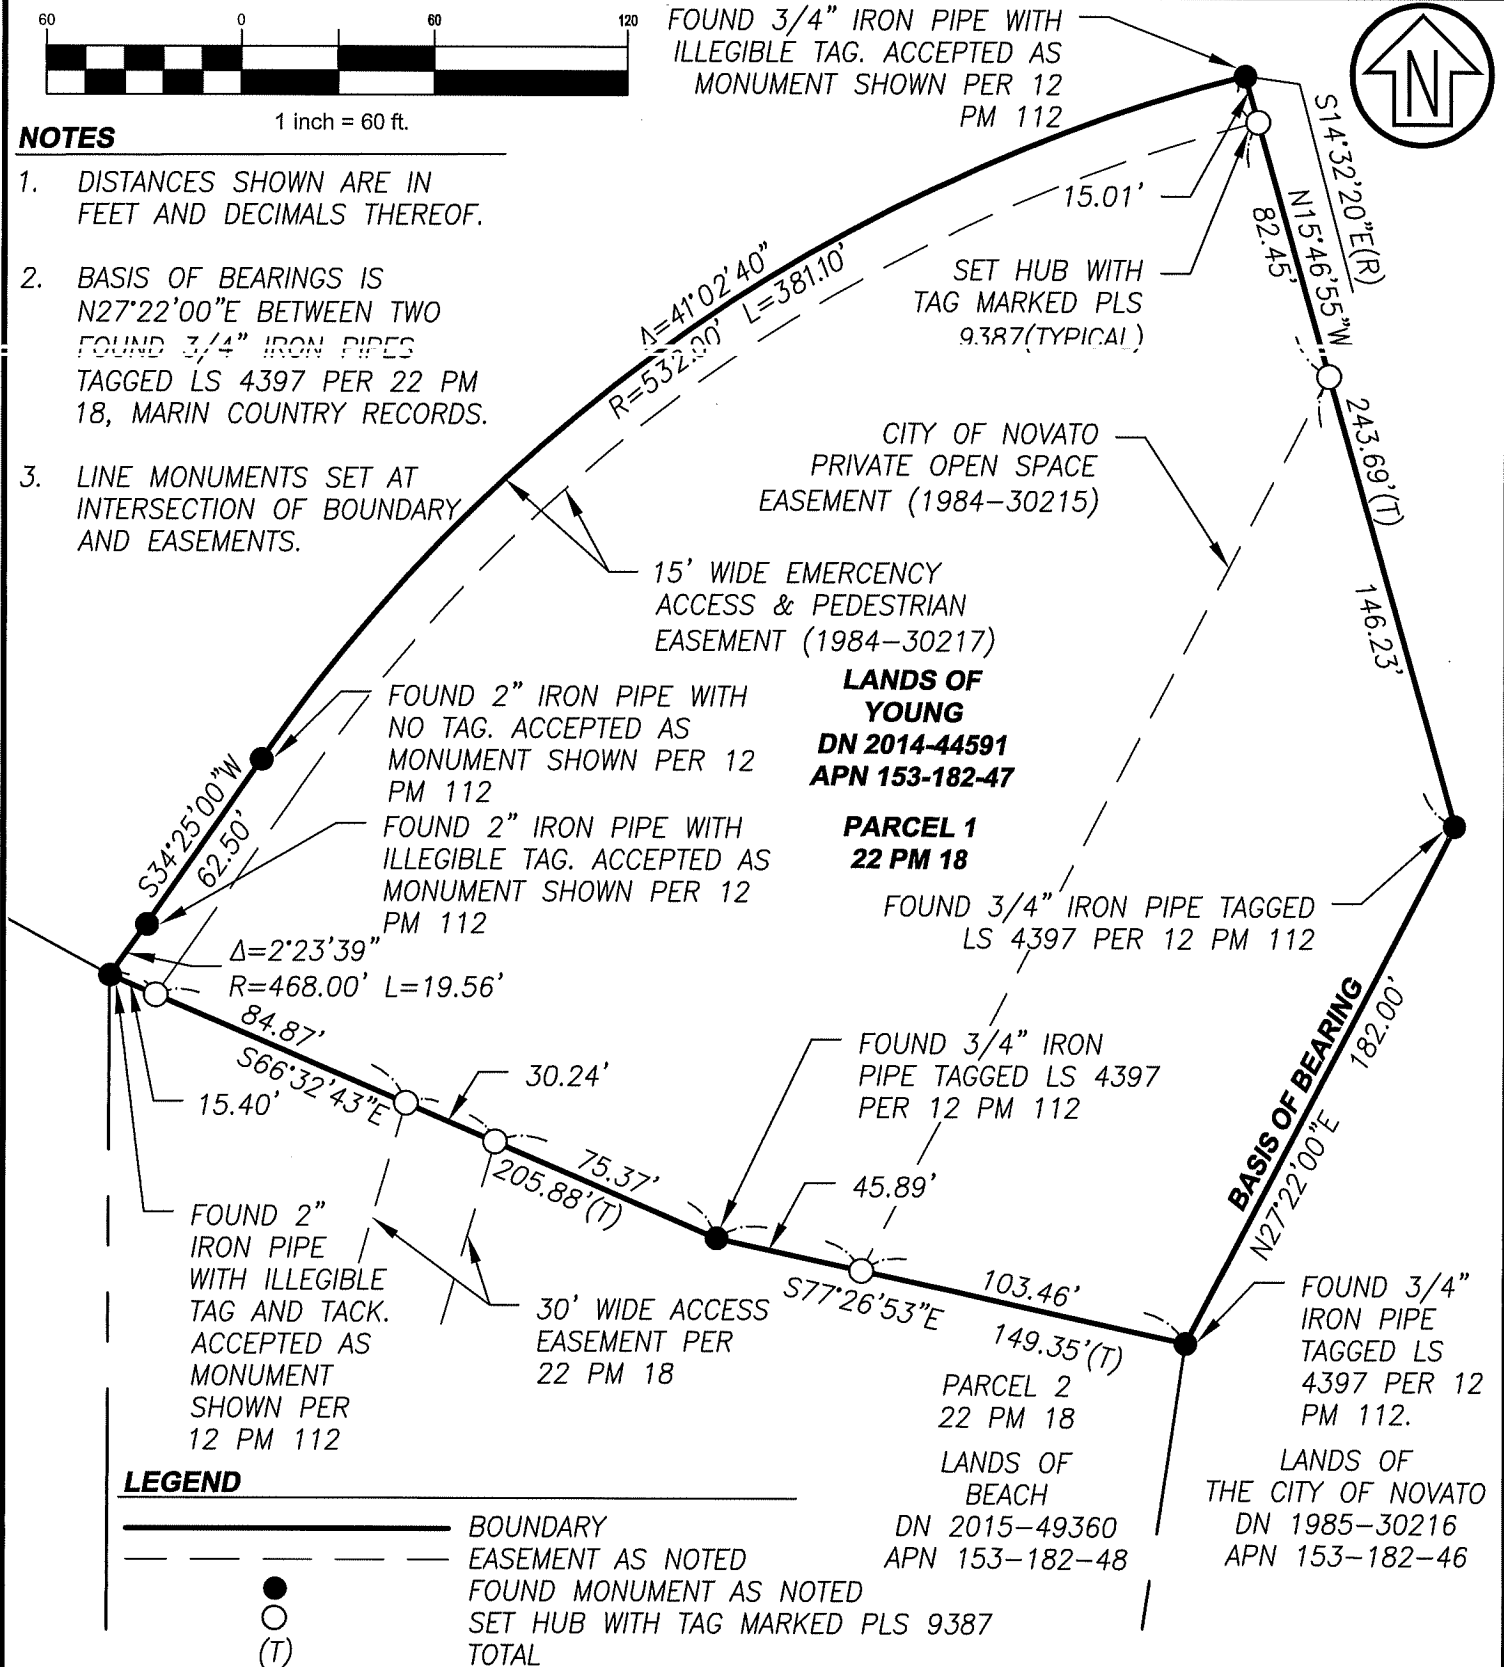 60 0 60 120
1 inch = 60 ft.
NOTES
1. DISTANCES SHOWN ARE IN
FEET AND DECIMALS THEREOF.
2. BASIS OF BEARINGS IS
N27°22'00"E BETWEEN TWO
FOUND 3/4" IRON PIPES
TAGGED LS 4397 PER 22 PM
18, MARIN COUNTRY RECORDS.
3. LINE MONUMENTS SET AT
INTERSECTION OF BOUNDARY
AND EASEMENTS.
FOUND 3/4" IRON PIPE WITH
ILLEGIBLE TAG. ACCEPTED AS
MONUMENT SHOWN PER 12
PM 112
N
S14°32'20"E(R)
15.01'
N15°46'55"W
82.45'
SET HUB WITH
TAG MARKED PLS
9387(TYPICAL)
Δ=41°02'40"
R=532.00' L=381.10'
243.69'(T)
146.23'
CITY OF NOVATO
PRIVATE OPEN SPACE
EASEMENT (1984-30215)
15' WIDE EMERCENCY
ACCESS & PEDESTRIAN
EASEMENT (1984-30217)
LANDS OF
YOUNG
DN 2014-44591
APN 153-182-47
PARCEL 1
22 PM 18
FOUND 2" IRON PIPE WITH
NO TAG. ACCEPTED AS
MONUMENT SHOWN PER 12
PM 112
S34°25'00"W
62.50'
FOUND 2" IRON PIPE WITH
ILLEGIBLE TAG. ACCEPTED AS
MONUMENT SHOWN PER 12
PM 112
FOUND 3/4" IRON PIPE TAGGED
LS 4397 PER 12 PM 112
Δ=2°23'39"
R=468.00' L=19.56'
84.87'
S66°32'43"E
15.40'
30.24'
75.37'
205.88'(T)
FOUND 3/4" IRON
PIPE TAGGED LS 4397
PER 12 PM 112
45.89'
BASIS OF BEARING
182.00'
N27°22'00"E
103.46'
S77°26'53"E
149.35'(T)
FOUND 2"
IRON PIPE
WITH ILLEGIBLE
TAG AND TACK.
ACCEPTED AS
MONUMENT
SHOWN PER
12 PM 112
30' WIDE ACCESS
EASEMENT PER
22 PM 18
FOUND 3/4"
IRON PIPE
TAGGED LS
4397 PER 12
PM 112.
PARCEL 2
22 PM 18
LANDS OF
BEACH
DN 2015-49360
APN 153-182-48
LANDS OF
THE CITY OF NOVATO
DN 1985-30216
APN 153-182-46
LEGEND
BOUNDARY
EASEMENT AS NOTED
FOUND MONUMENT AS NOTED
SET HUB WITH TAG MARKED PLS 9387
(T) TOTAL